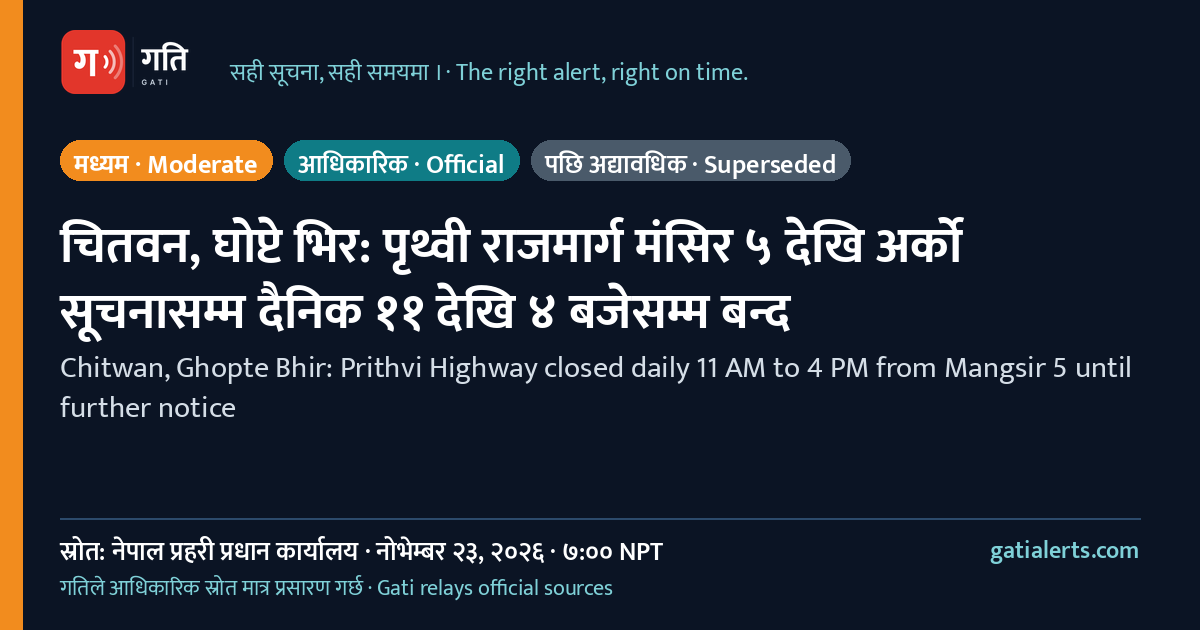 ग
गति
GATI
सही सूचना, सही समयमा । · The right alert, right on time.
मध्यम · Moderate
आधिकारिक · Official
पछि अद्यावधिक · Superseded
चितवन, घोप्टे भिर: पृथ्वी राजमार्ग मंसिर ५ देखि अर्को
सूचनासम्म दैनिक ११ देखि ४ बजेसम्म बन्द
Chitwan, Ghopte Bhir: Prithvi Highway closed daily 11 AM to 4 PM from Mangsir 5 until
further notice
स्रोत: नेपाल प्रहरी प्रधान कार्यालय · नोभेम्बर २३, २०२६ · ७:०० NPT
gatialerts.com
गतिले आधिकारिक स्रोत मात्र प्रसारण गर्छ · Gati relays official sources